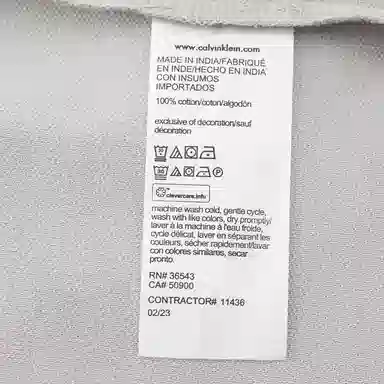 www.calvinklein.com
MADE IN INDIA/FABRIQUÉ
EN INDE/HECHO EN INDIA
CON INSUMOS
IMPORTADOS
100% cotton/coton/algodón
exclusive of decoration/sauf
décoration
clevercare.info
machine wash cold, gentle cycle,
wash with like colors, dry promptly/
laver à la machine à l'eau froide,
cycle délicat, laver en séparant les
couleurs, sécher rapidement/lavar
con colores similares, secar
pronto.
RN# 36543
CA# 50900
CONTRACTOR# 11436
02/23